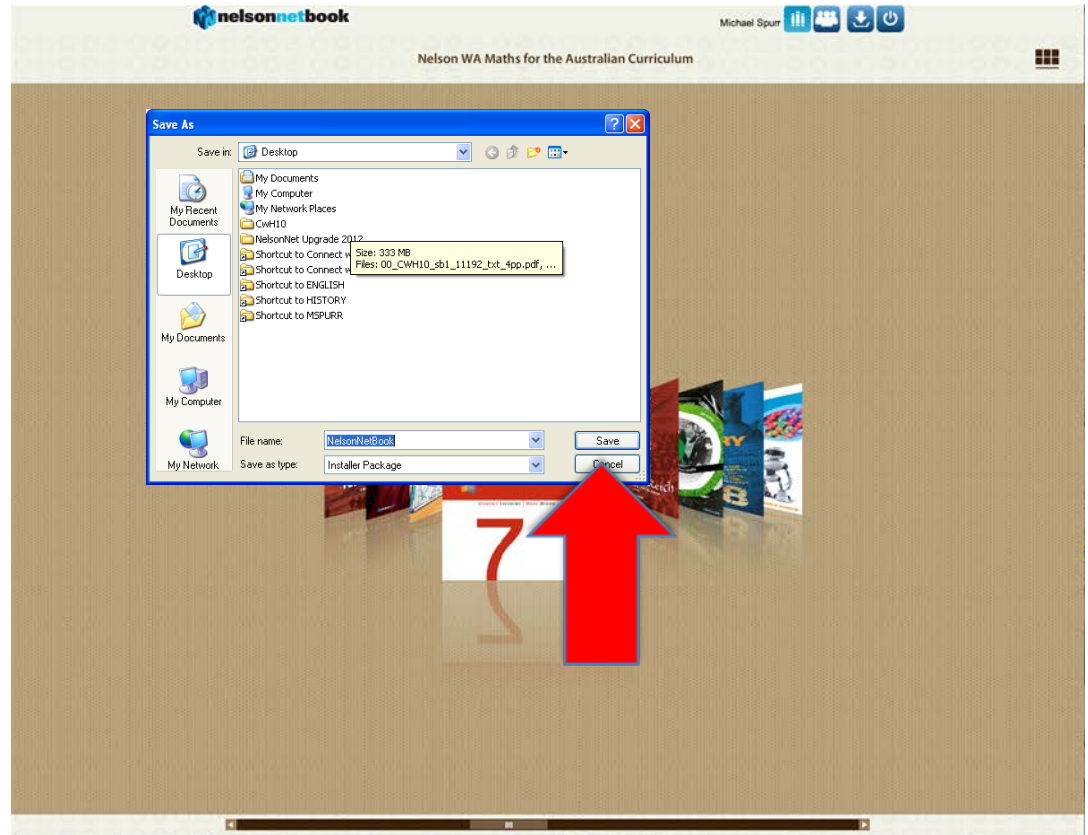 nelsonnetbook
Michael Spurr
Nelson WA Maths for the Australian Curriculum
Save As
Save in:
Desktop
My Recent Documents
Desktop
My Documents
My Computer
My Network
My Documents
My Computer
My Network Places
CwH10
NelsonNet Upgrade 2012
Shortcut to Connect w
Shortcut to Connect w
Shortcut to ENGLISH
Shortcut to HISTORY
Shortcut to MSPURR
Size: 333 MB
Files: 00_CWH10_sb1_11192_txt_4pp.pdf, ...
File name:
NelsonNetBook
Save
Save as type:
Installer Package
Cancel
7
8